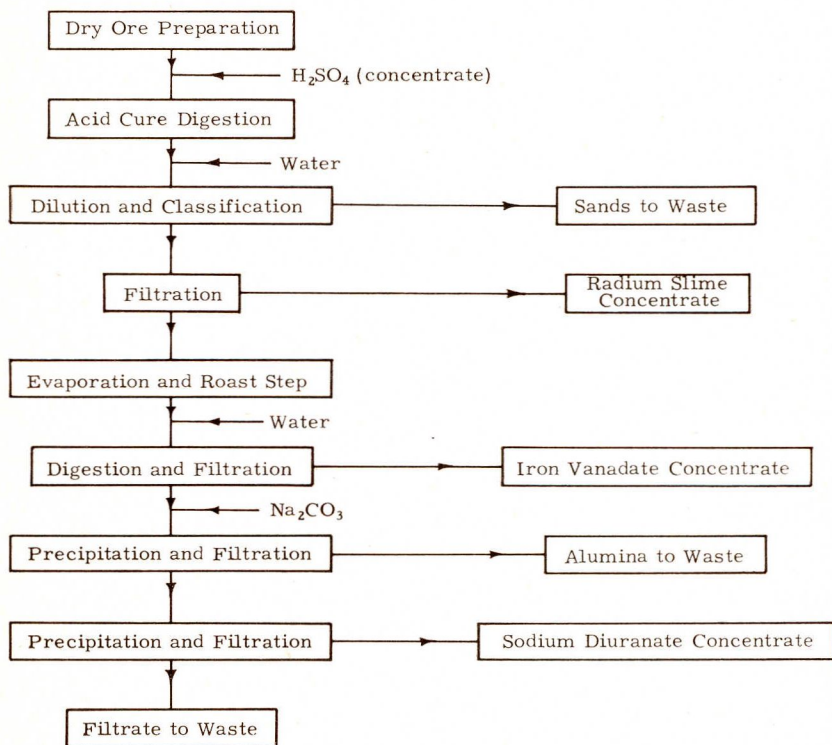 Dry Ore Preparation
H₂SO₄ (concentrate)
Acid Cure Digestion
Water
Dilution and Classification
Sands to Waste
Filtration
Radium Slime
Concentrate
Evaporation and Roast Step
Water
Digestion and Filtration
Iron Vanadate Concentrate
Na₂CO₃
Precipitation and Filtration
Alumina to Waste
Precipitation and Filtration
Sodium Diuranate Concentrate
Filtrate to Waste